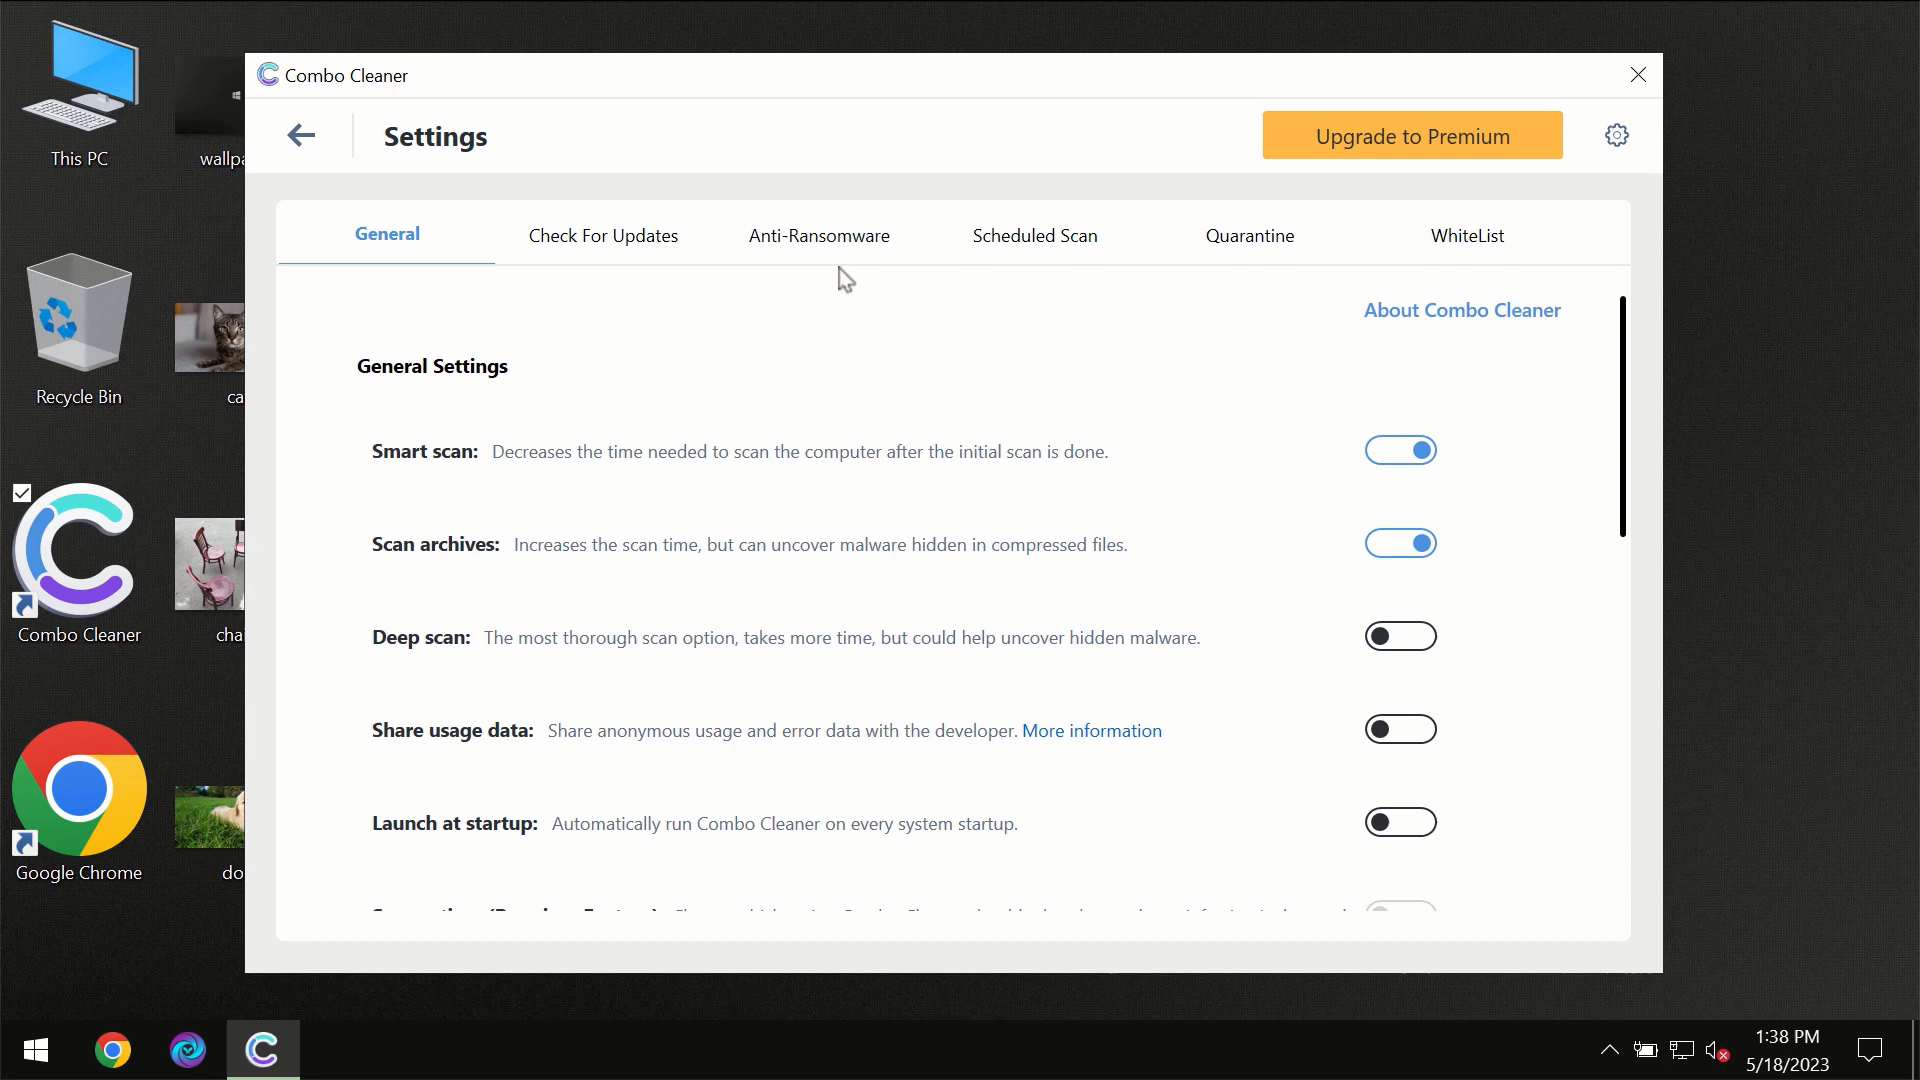 This PC
wallpa
Recycle Bin
ca
Combo Cleaner
chai
Google Chrome
do
Combo Cleaner
Settings
Upgrade to Premium
General
Check For Updates
Anti-Ransomware
Scheduled Scan
Quarantine
WhiteList
About Combo Cleaner
General Settings
Smart scan: Decreases the time needed to scan the computer after the initial scan is done.
Scan archives: Increases the scan time, but can uncover malware hidden in compressed files.
Deep scan: The most thorough scan option, takes more time, but could help uncover hidden malware.
Share usage data: Share anonymous usage and error data with the developer. More information
Launch at startup: Automatically run Combo Cleaner on every system startup.
1:38 PM
5/18/2023